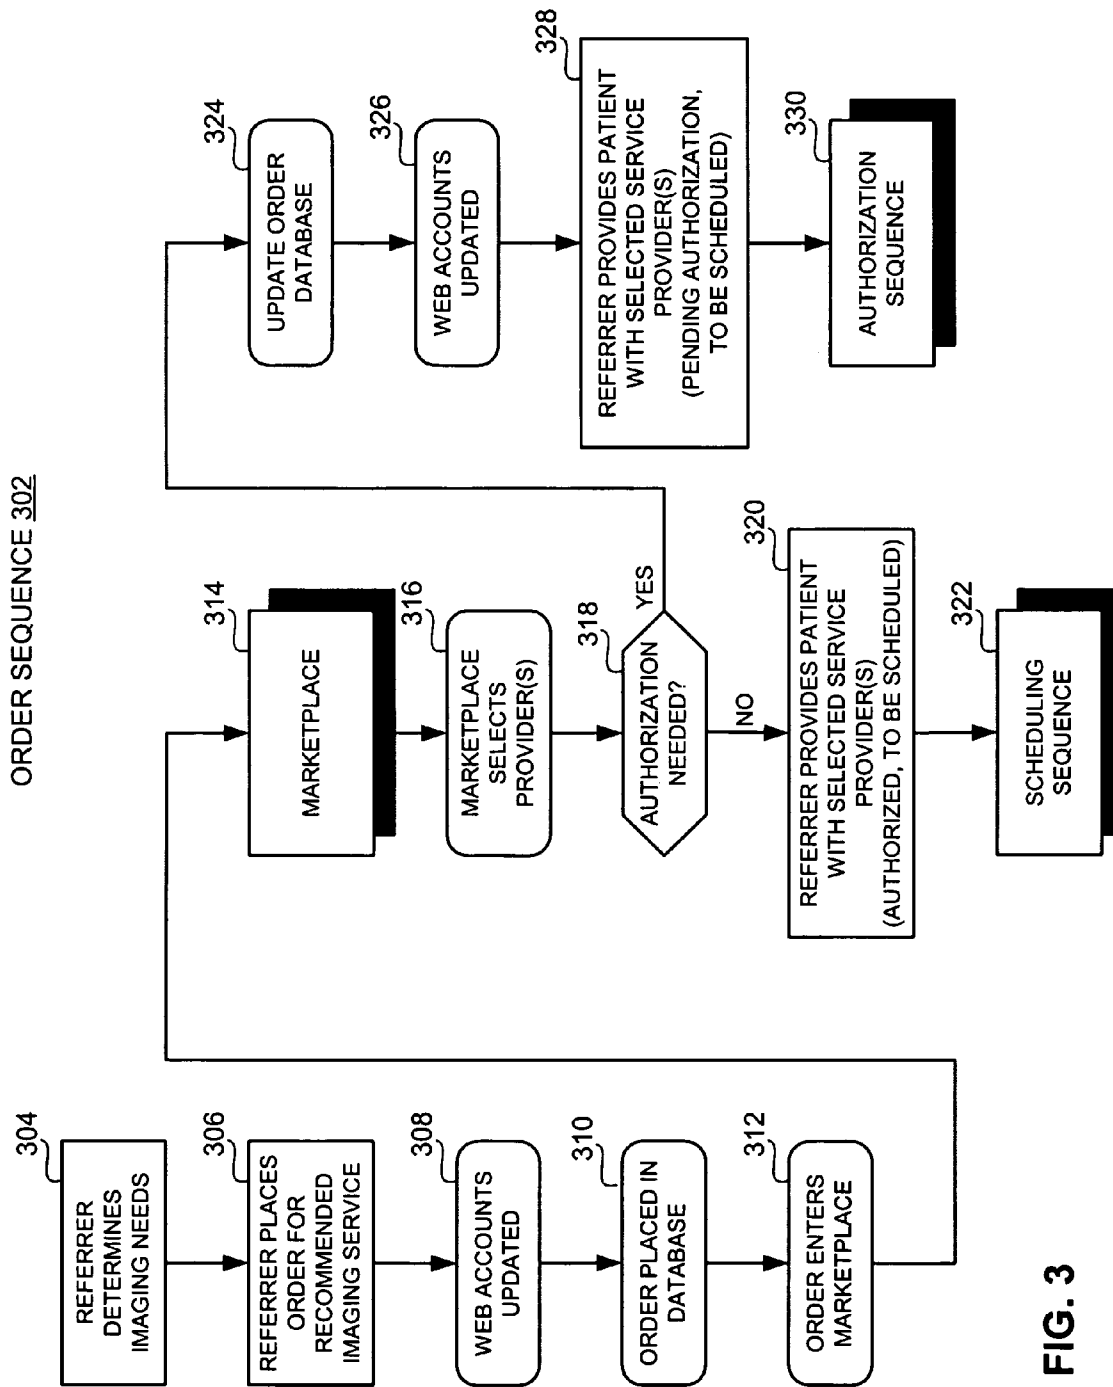 ORDER SEQUENCE 302
304
REFERRER
DETERMINES
IMAGING NEEDS
306
REFERRER PLACES
ORDER FOR
RECOMMENDED
IMAGING SERVICE
308
WEB ACCOUNTS
UPDATED
310
ORDER PLACED IN
DATABASE
312
ORDER ENTERS
MARKETPLACE
314
MARKETPLACE
316
MARKETPLACE
SELECTS
PROVIDER(S)
318
AUTHORIZATION
NEEDED?
YES
NO
320
REFERRER PROVIDES PATIENT
WITH SELECTED SERVICE
PROVIDER(S)
(AUTHORIZED, TO BE SCHEDULED)
322
SCHEDULING
SEQUENCE
324
UPDATE ORDER
DATABASE
326
WEB ACCOUNTS
UPDATED
328
REFERRER PROVIDES PATIENT
WITH SELECTED SERVICE
PROVIDER(S)
(PENDING AUTHORIZATION,
TO BE SCHEDULED)
330
AUTHORIZATION
SEQUENCE
FIG. 3